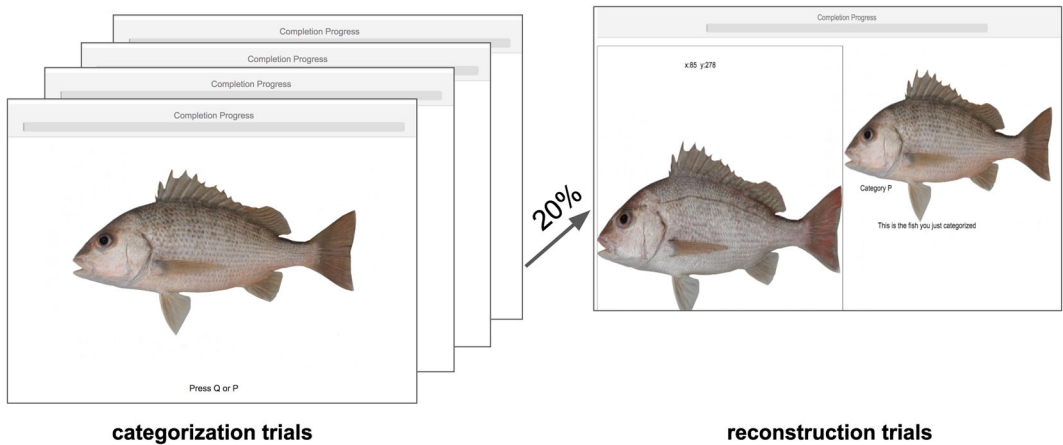 Completion Progress
Completion Progress
Completion Progress
Completion Progress
Press Q or P
20%
Completion Progress
x:85 y:278
Category P
This is the fish you just categorized
categorization trials
reconstruction trials